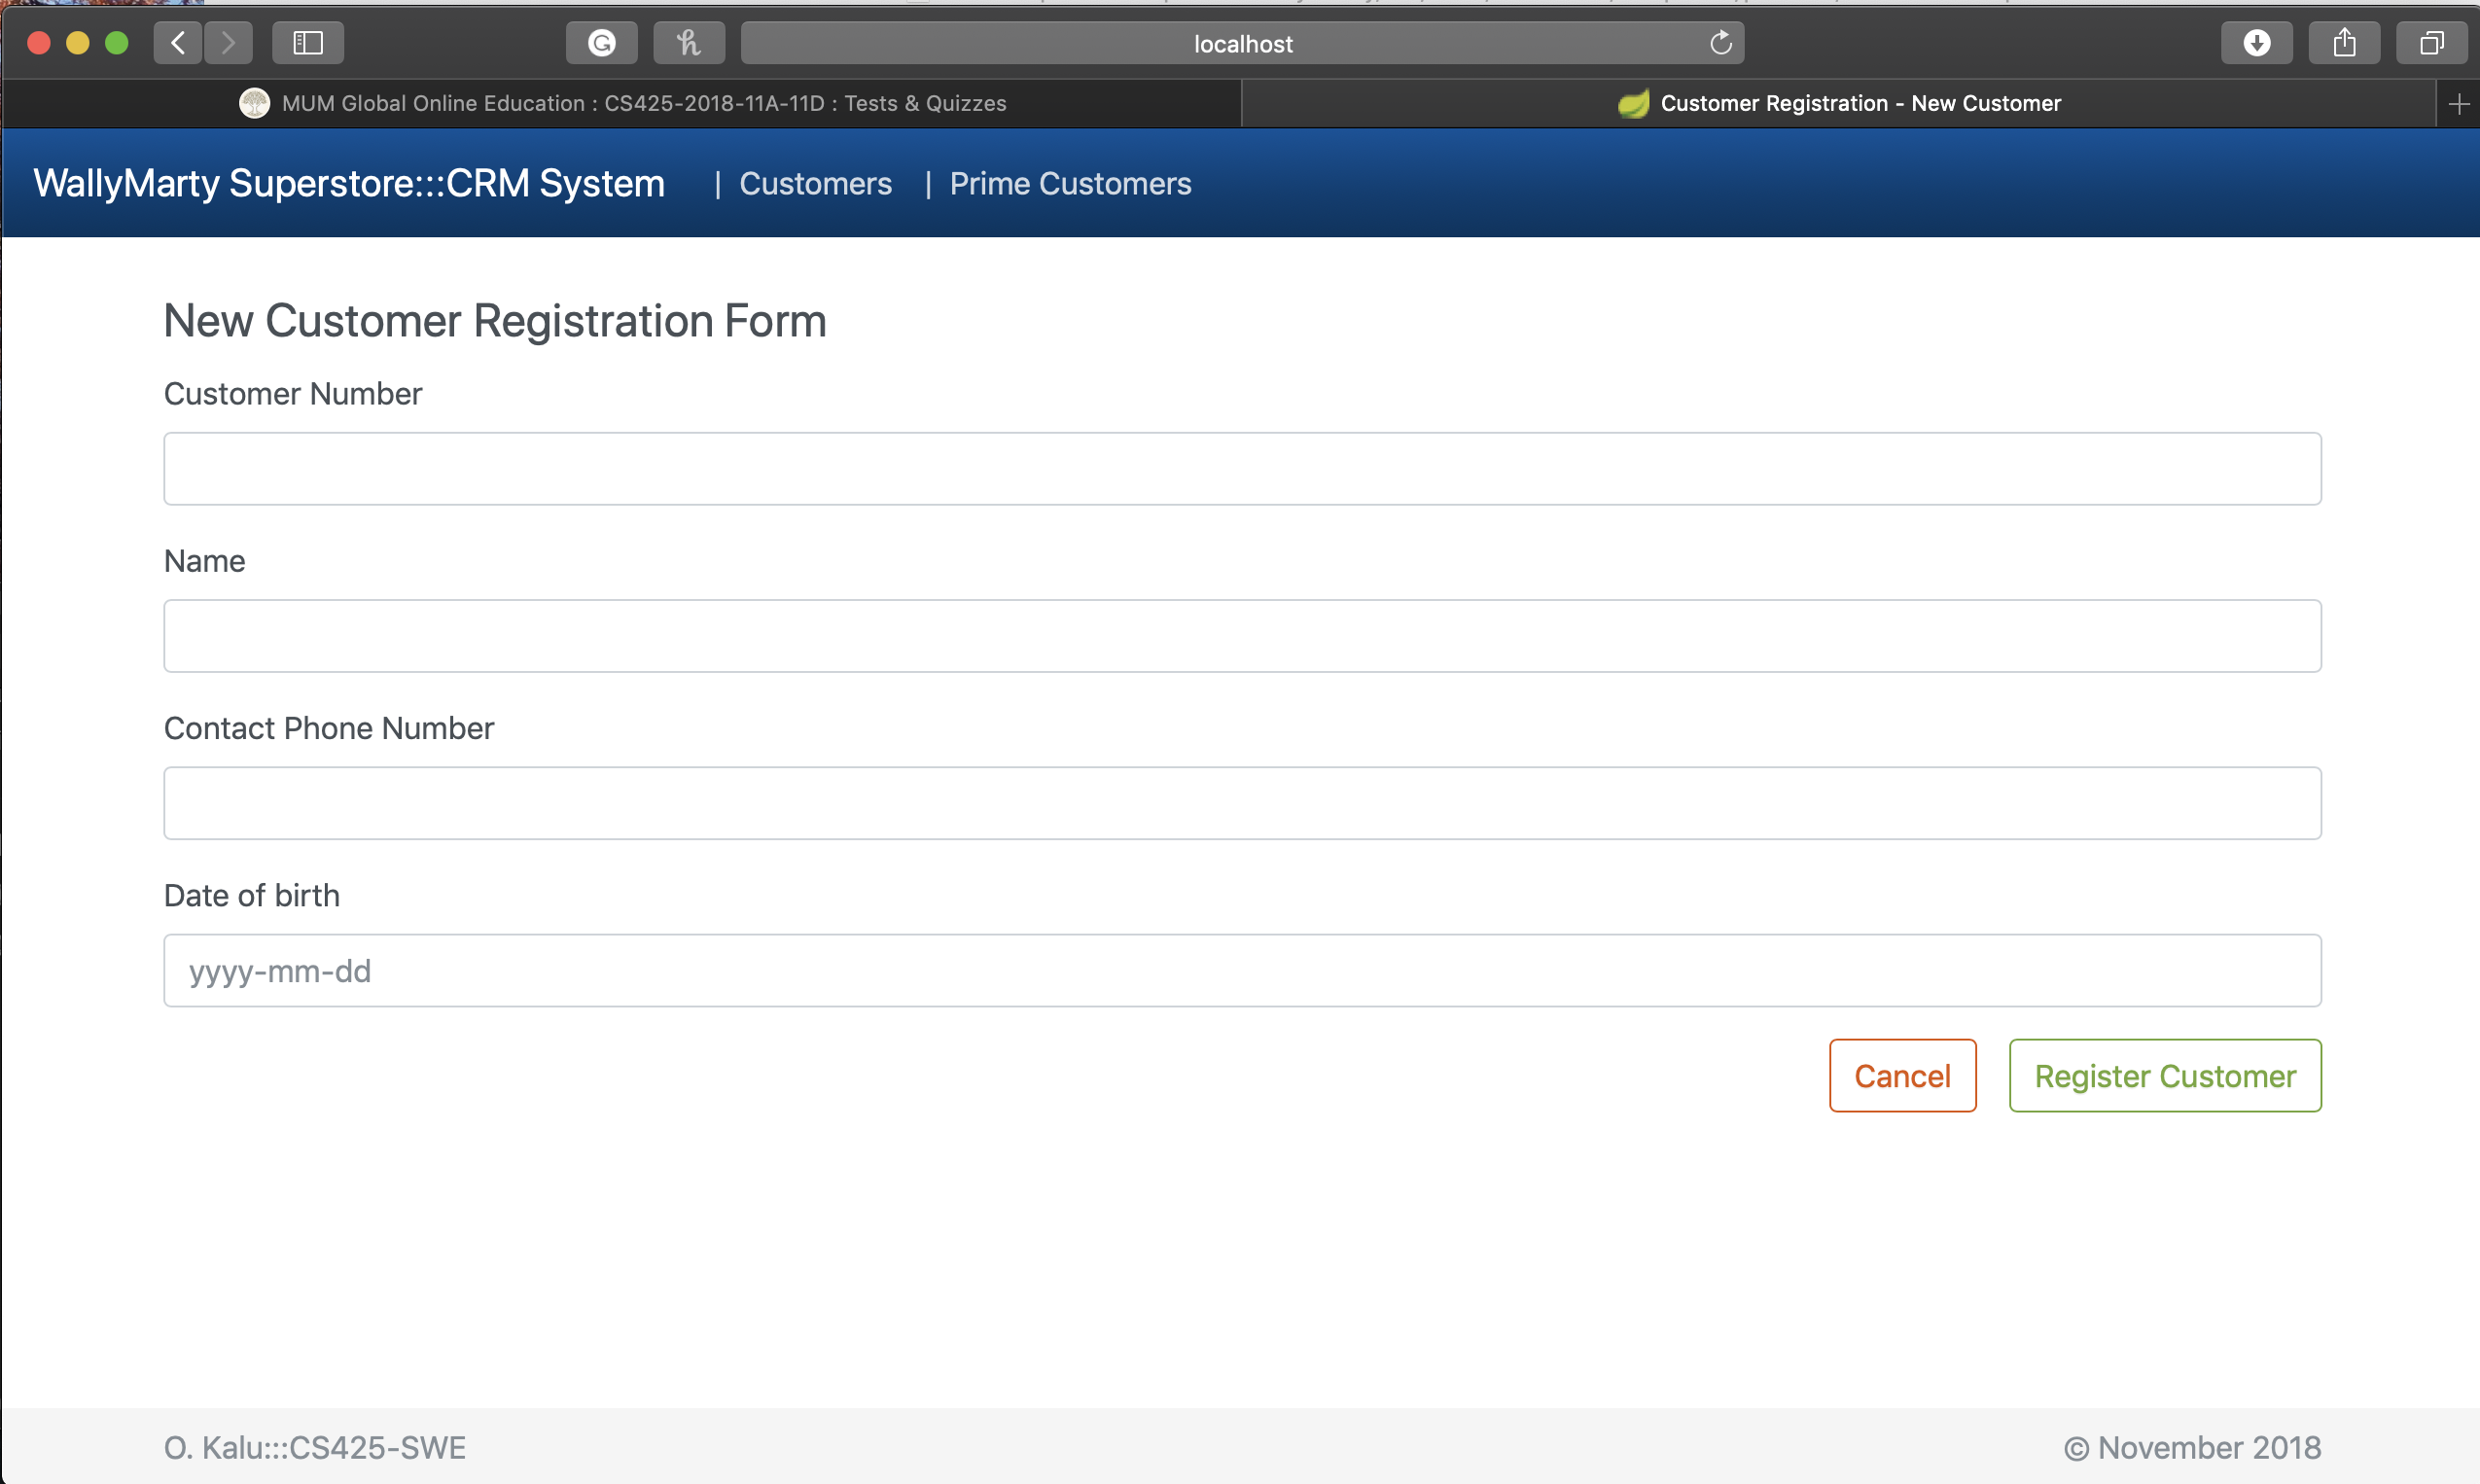 localhost
MUM Global Online Education : CS425-2018-11A-11D : Tests & Quizzes
Customer Registration - New Customer
WallyMarty Superstore:::CRM System | Customers | Prime Customers
New Customer Registration Form
Customer Number
Name
Contact Phone Number
Date of birth
yyyy-mm-dd
Cancel
Register Customer
O. Kalu:::CS425-SWE
© November 2018